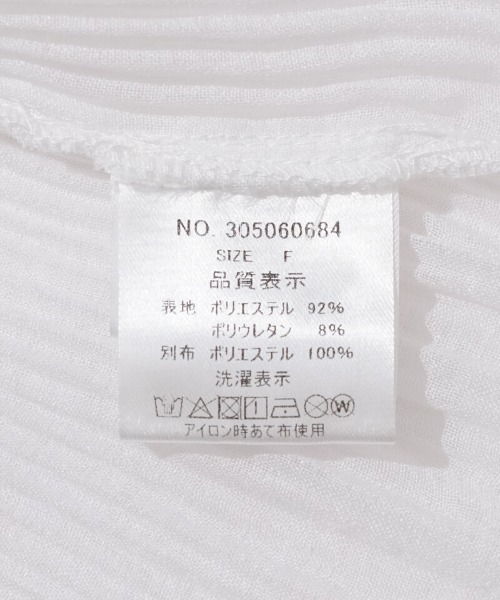 NO. 305060684
SIZE F
品質表示
表地 ポリエステル 92%
ポリウレタン 8%
別布 ポリエステル 100%
洗濯表示
W
アイロン時あて布使用